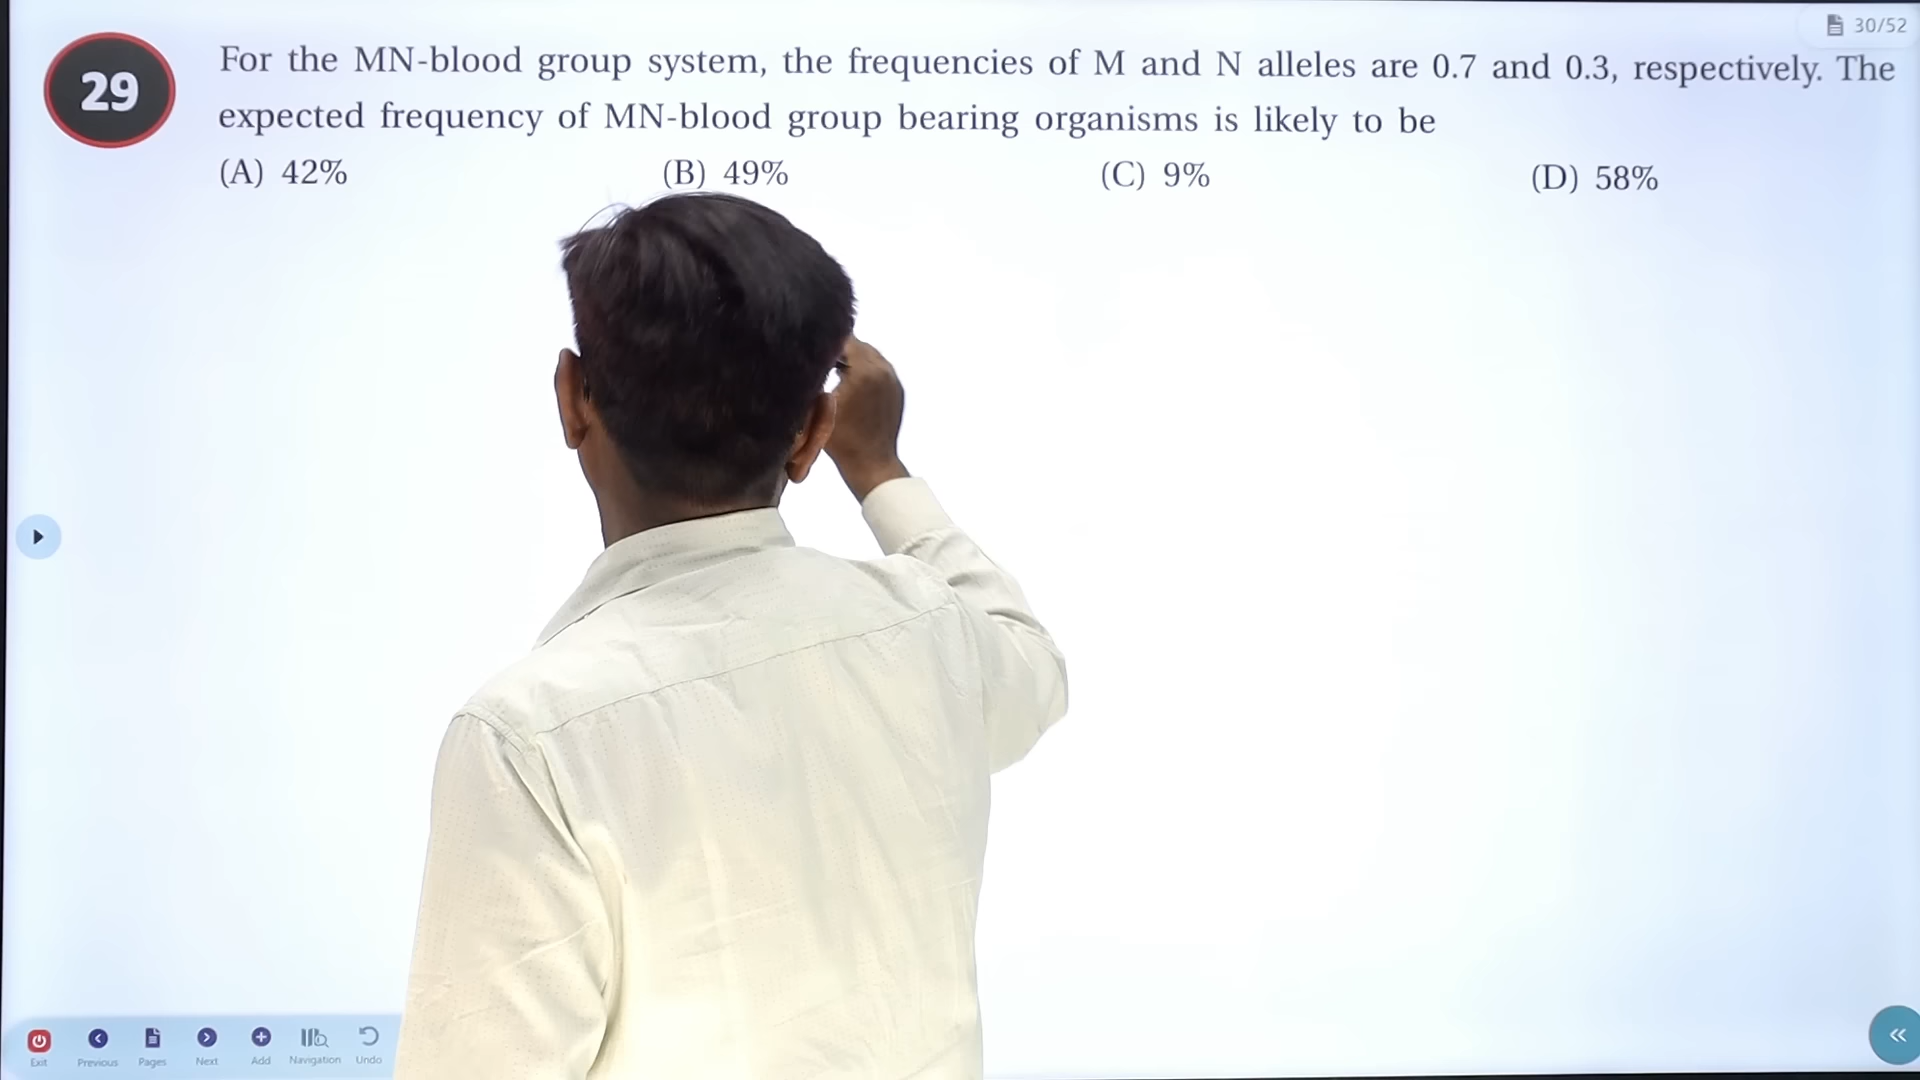 30/52
29
For the MN-blood group system, the frequencies of M and N alleles are 0.7 and 0.3, respectively. The
expected frequency of MN-blood group bearing organisms is likely to be
(A) 42% (B) 49% (C) 9% (D) 58%
Exit Previous Pages Next Add Navigation Undo